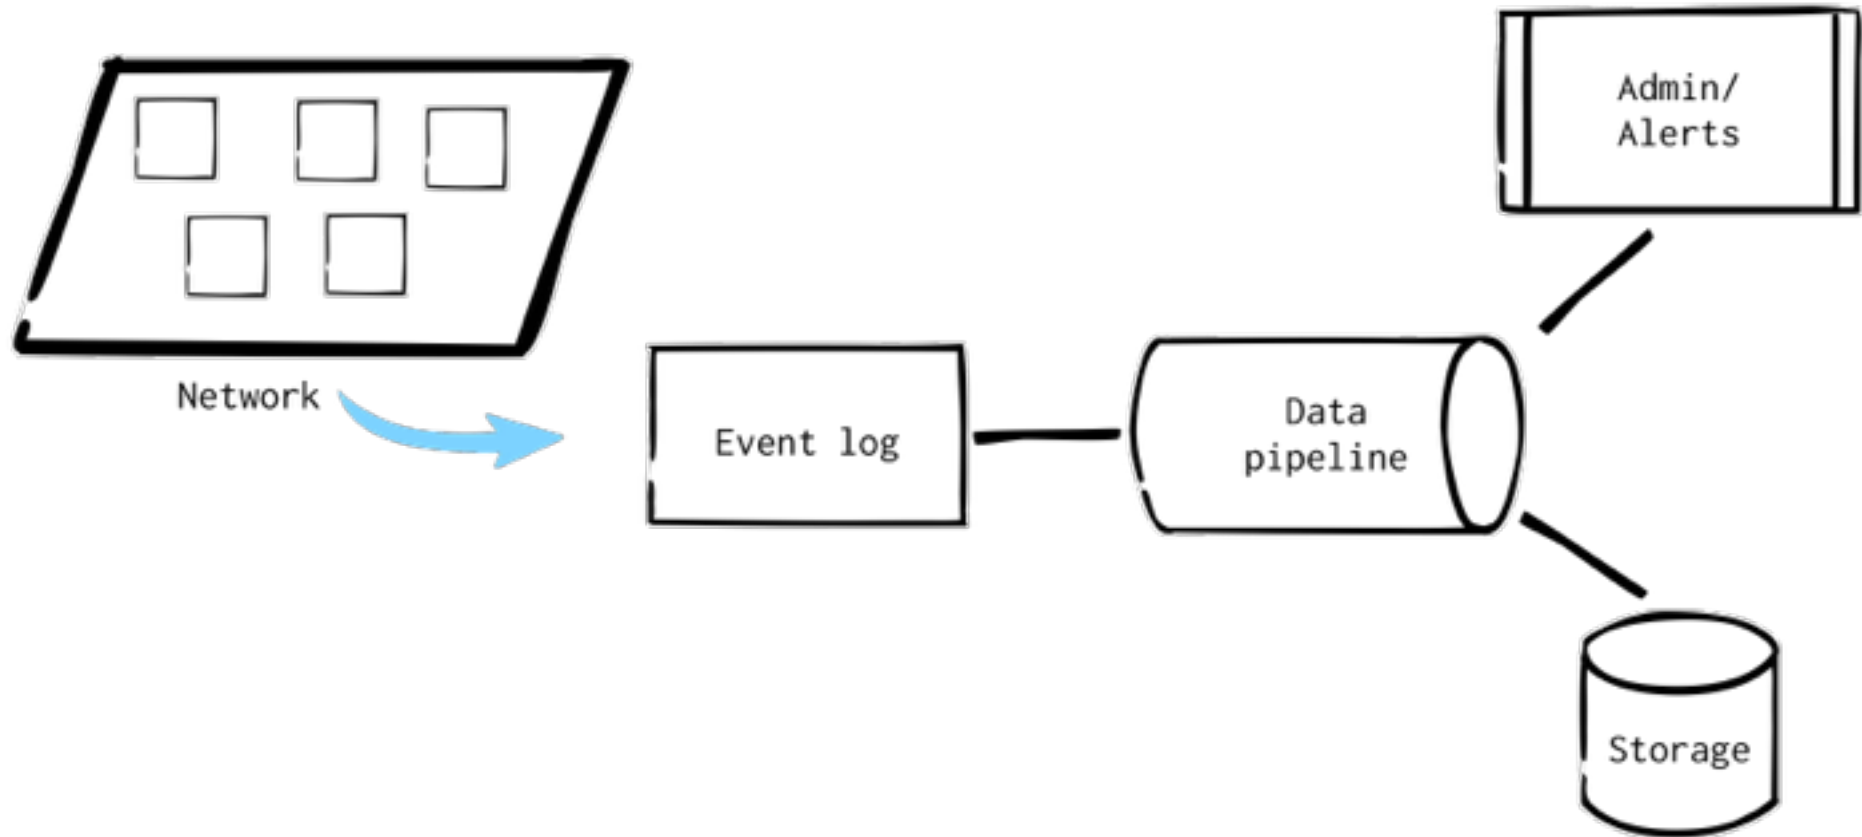 Admin/
Alerts
Network
Event log
Data
pipeline
Storage